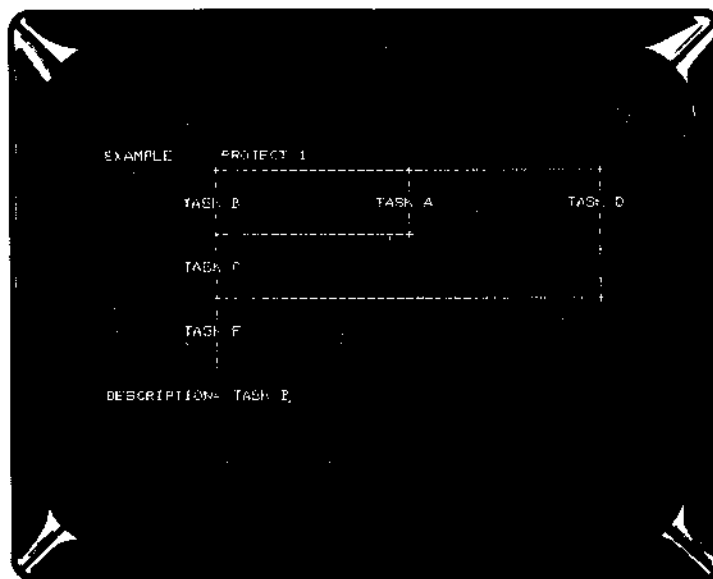 EXAMPLE PROJECT 1
TASK B TASK A TASK D
TASK C
TASK E
DESCRIPTION= TASK B